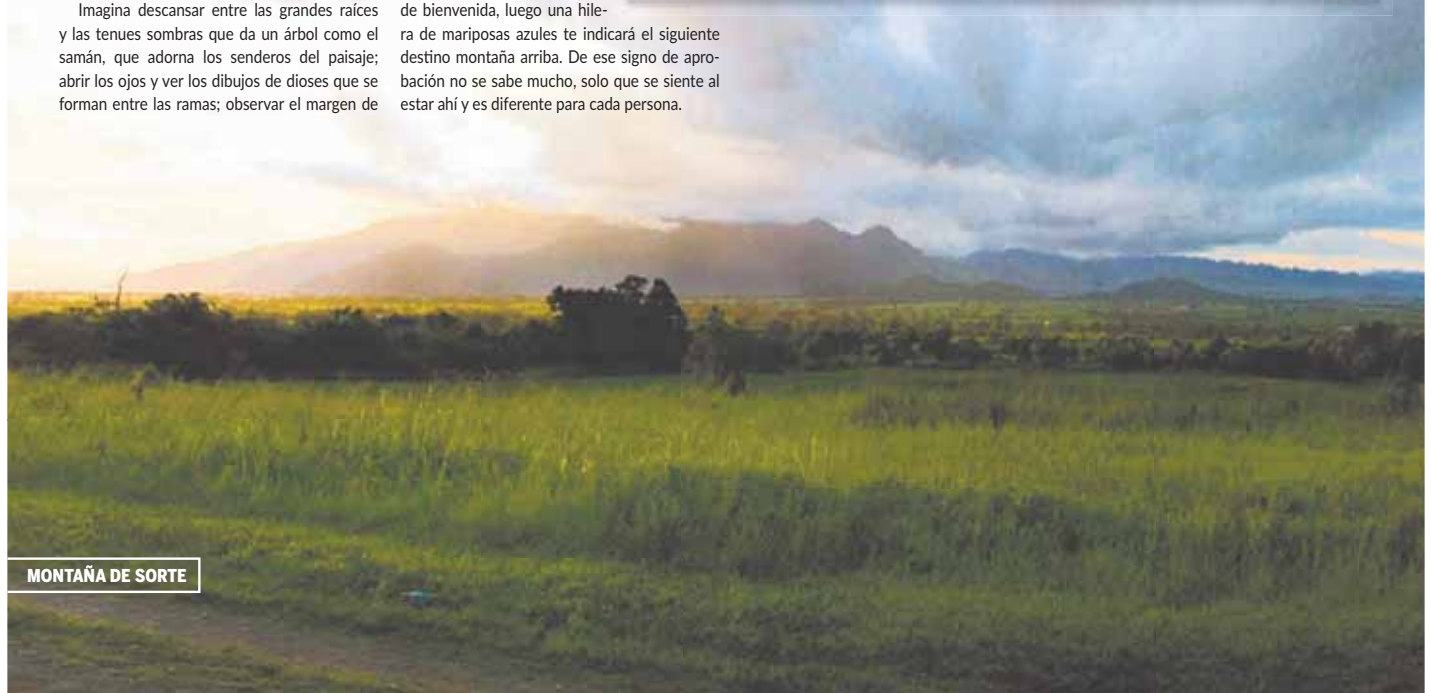 Imagina descansar entre las grandes raíces
y las tenues sombras que da un árbol como el
samán, que adorna los senderos del paisaje;
abrir los ojos y ver los dibujos de dioses que se
forman entre las ramas; observar el margen de
de bienvenida, luego una hile-
ra de mariposas azules te indicará el siguiente
destino montaña arriba. De ese signo de apro-
bación no se sabe mucho, solo que se siente al
estar ahí y es diferente para cada persona.
MONTAÑA DE SORTE